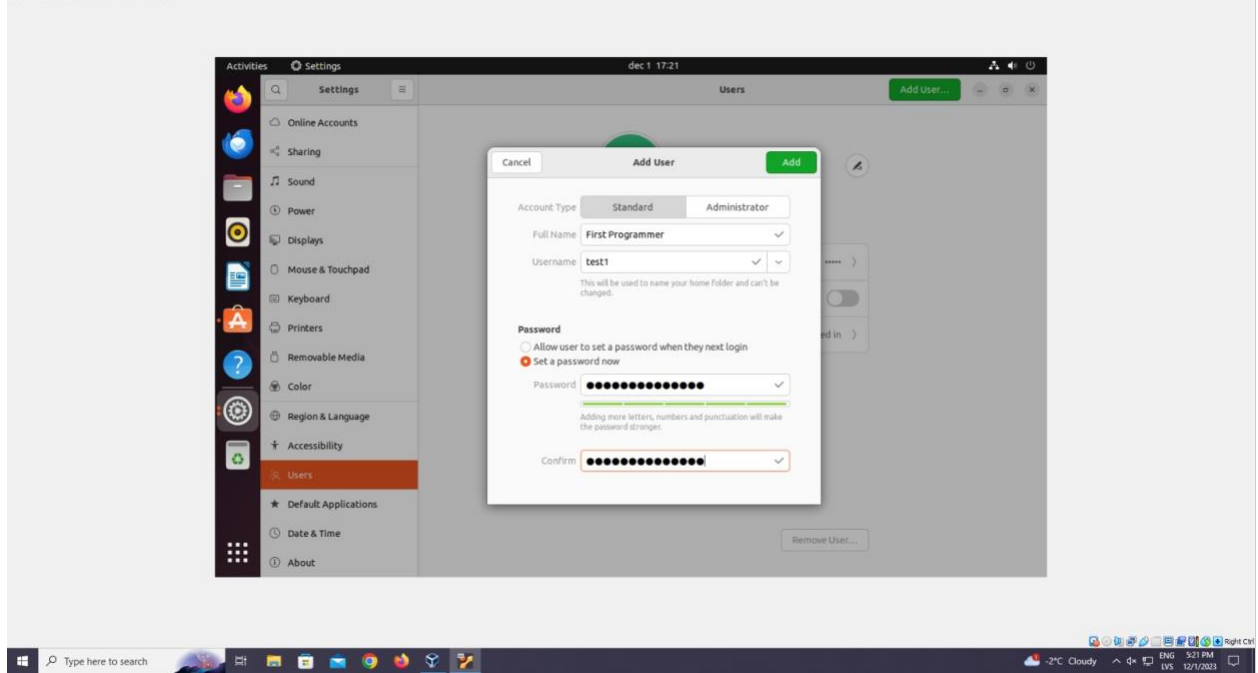 Activities Settings dec 1 17:21
Settings Users Add User...
Online Accounts
Sharing
Sound
Power
Displays
Mouse & Touchpad
Keyboard
Printers
Removable Media
Color
Region & Language
Accessibility
Users
Default Applications
Date & Time
About
Cancel Add User Add
Account Type Standard Administrator
Full Name First Programmer
Username test1
This will be used to name your home folder and can't be
changed.
Password
Allow user to set a password when they next login
Set a password now
Password ●●●●●●●●●●●●●●
Adding more letters, numbers and punctuation will make
the password stronger.
Confirm ●●●●●●●●●●●●●●
ed in
Remove User...
Right Ctrl
Type here to search
-2°C Cloudy
ENG
LVS
5:21 PM
12/1/2023